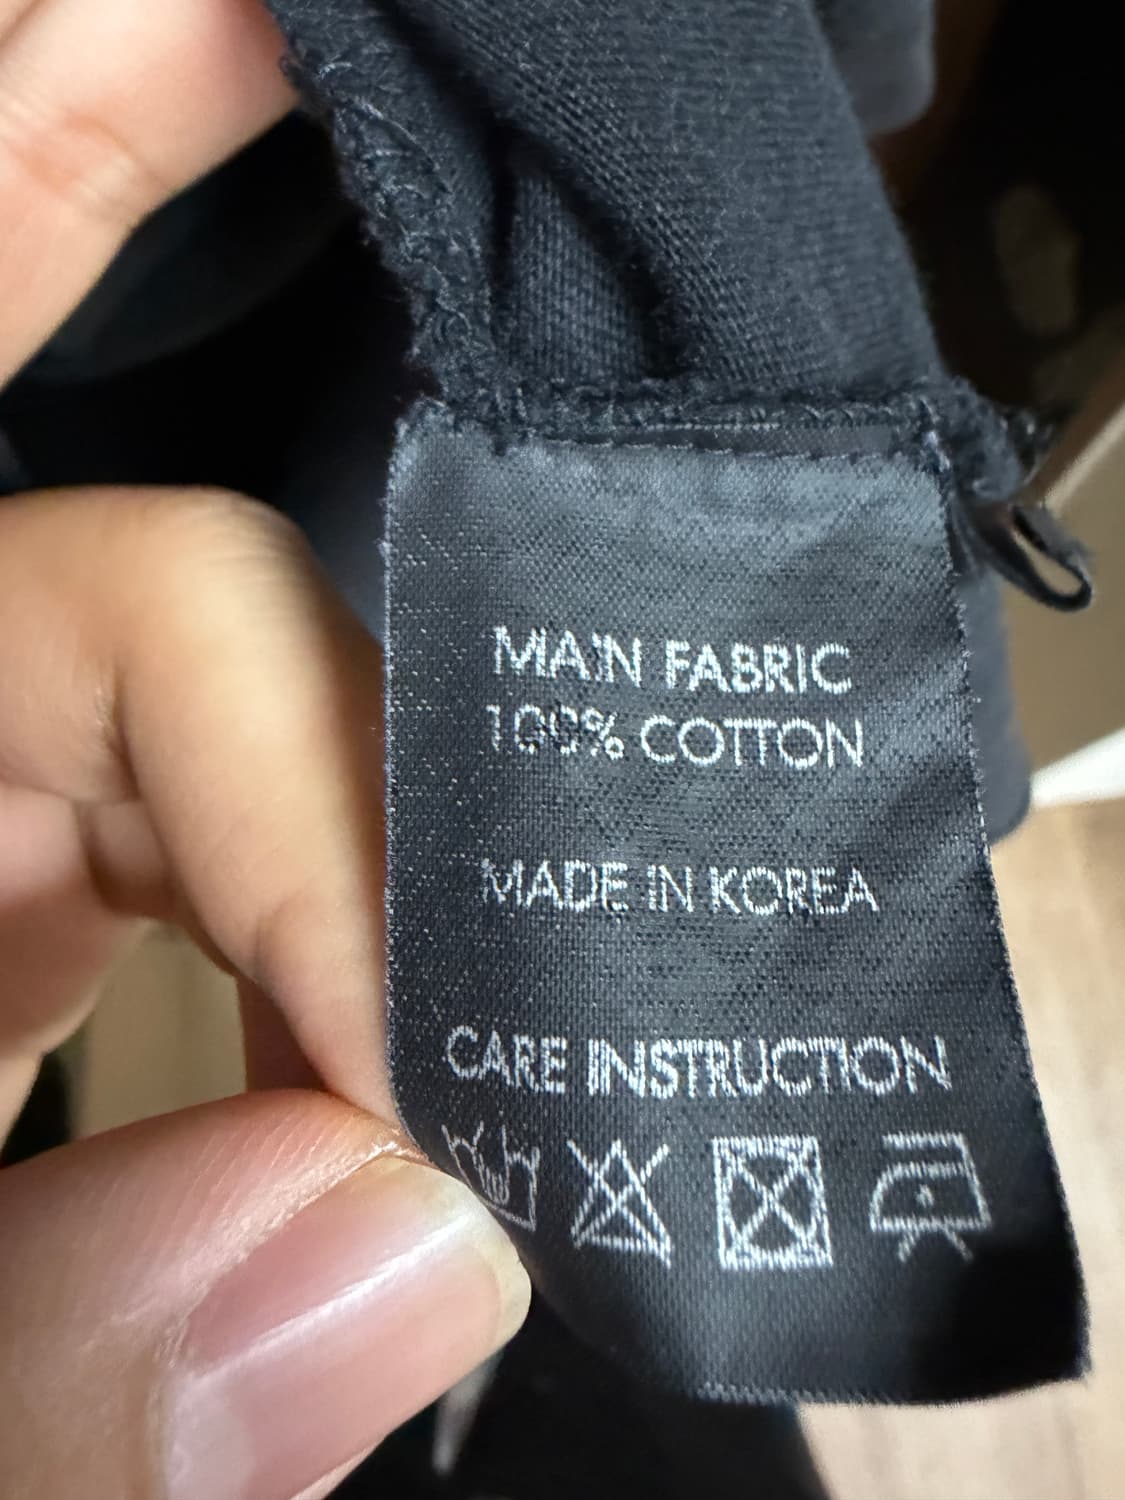 MAIN FABRIC
100% COTTON
MADE IN KOREA
CARE INSTRUCTION